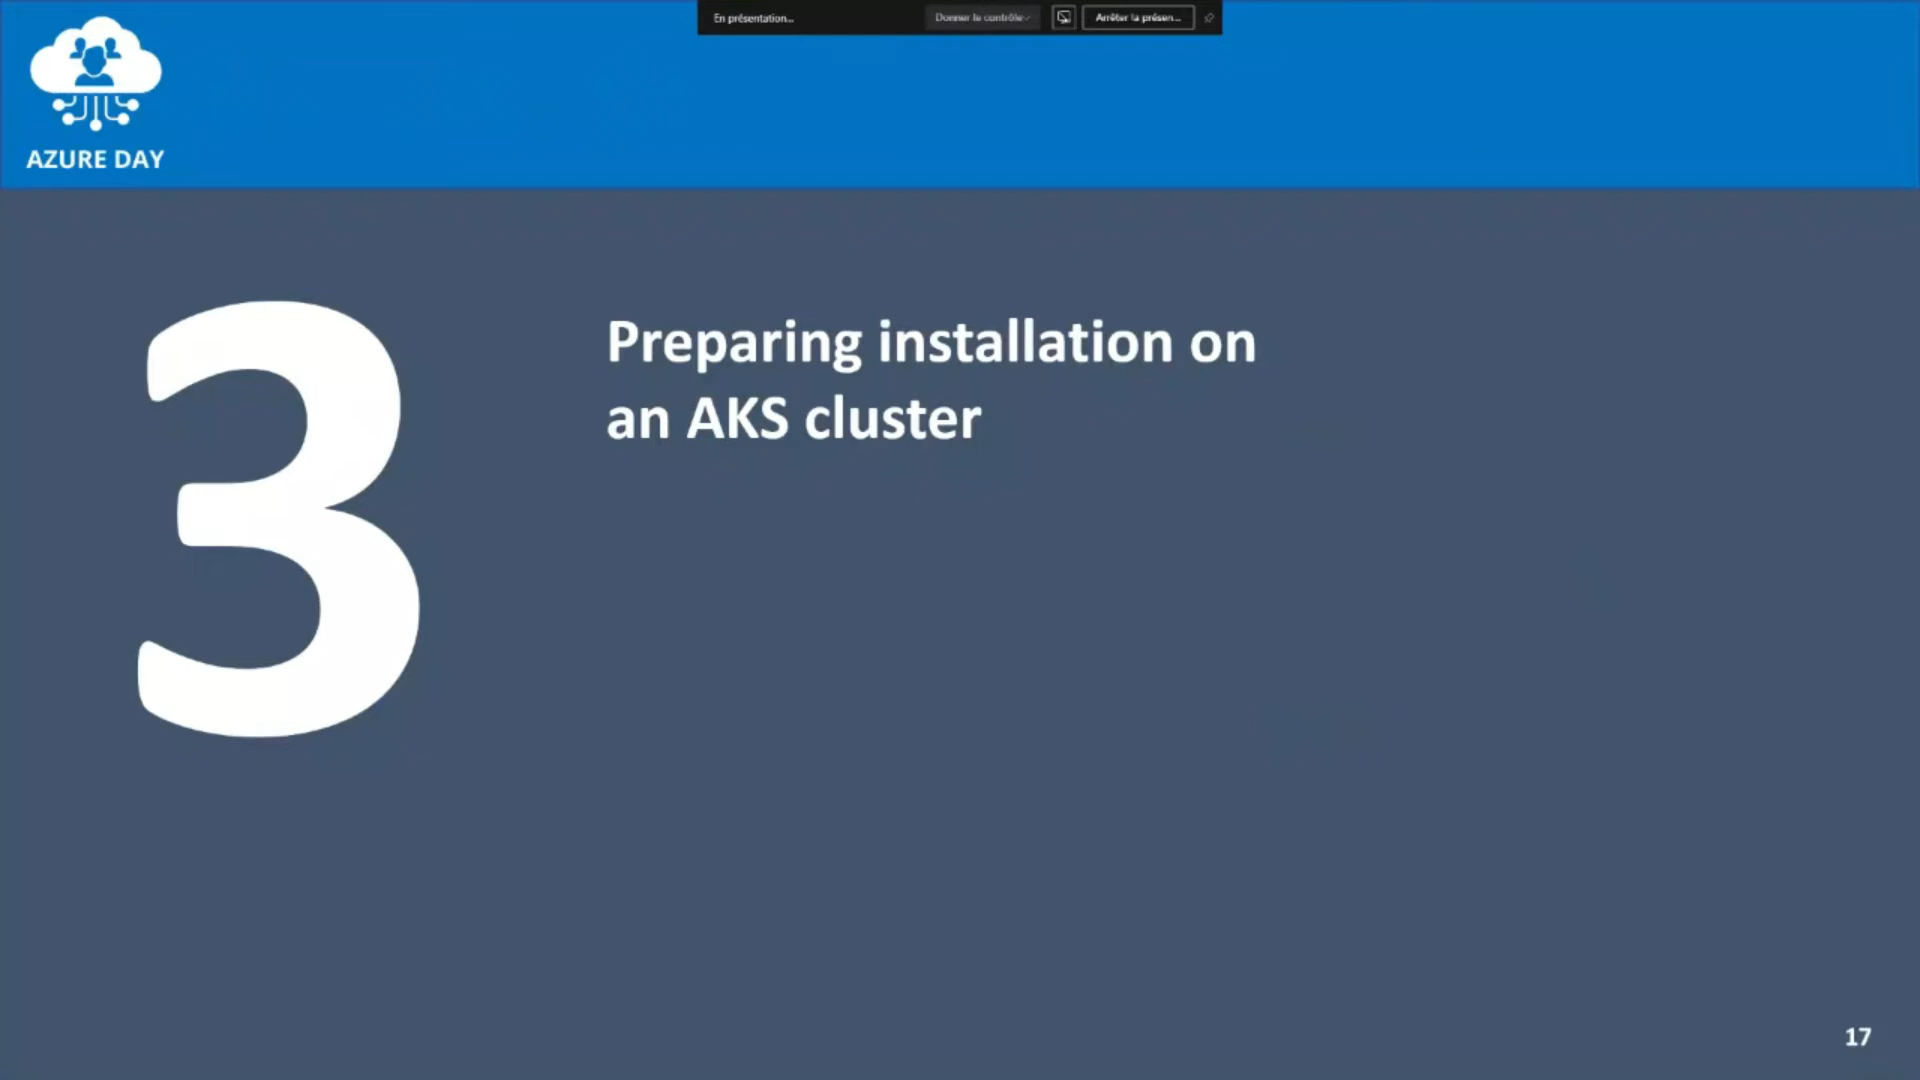 En présentation...
Donner le contrôle
Arrêter la présen...
AZURE DAY
3
Preparing installation on
an AKS cluster
17